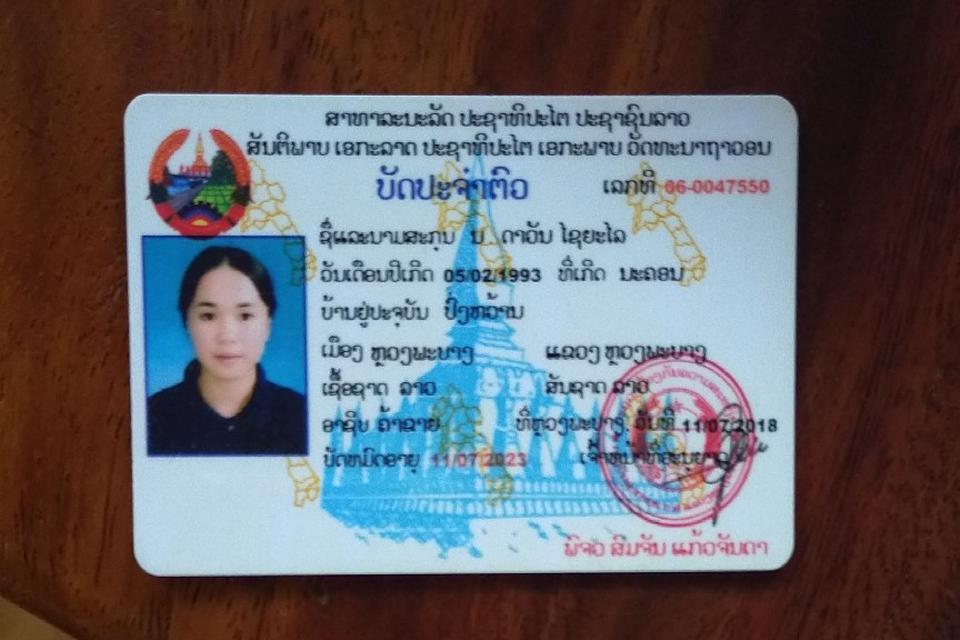 ສາທາລະນະລັດ ປະຊາທິປະໄຕ ປະຊາຊົນລາວ
ສັນຕິພາບ ເອກະລາດ ປະຊາທິປະໄຕ ເອກະພາບ ວັດທະນາຖາວອນ
ບັດປະຈຳຕົວ ເລກທີ 06-0047550
ຊື່ແລະນາມສະກຸນ ນ. ດາວັນ ໄຊຍະໄລ
ວັນເດືອນປີເກີດ 05/02/1993 ທີ່ເກີດ ນະຄອນ
ບ້ານຢູ່ປະຈຸບັນ ປົ່ງຫວ້ານ
ເມືອງ ຫຼວງພະບາງ ແຂວງ ຫຼວງພະບາງ
ເຊື້ອຊາດ ລາວ ສັນຊາດ ລາວ
ອາຊີບ ຄ້າຂາຍ ທີ່ຫຼວງພະບາງ, ວັນທີ 11/07/2018
ບັດຫມົດອາຍຸ 11/07/2023 ເຈົ້າຫນ້າທີ່ອະນຸຍາດ
ພົຈວ ສີມຈັນ ແກ້ວຈັນດາ